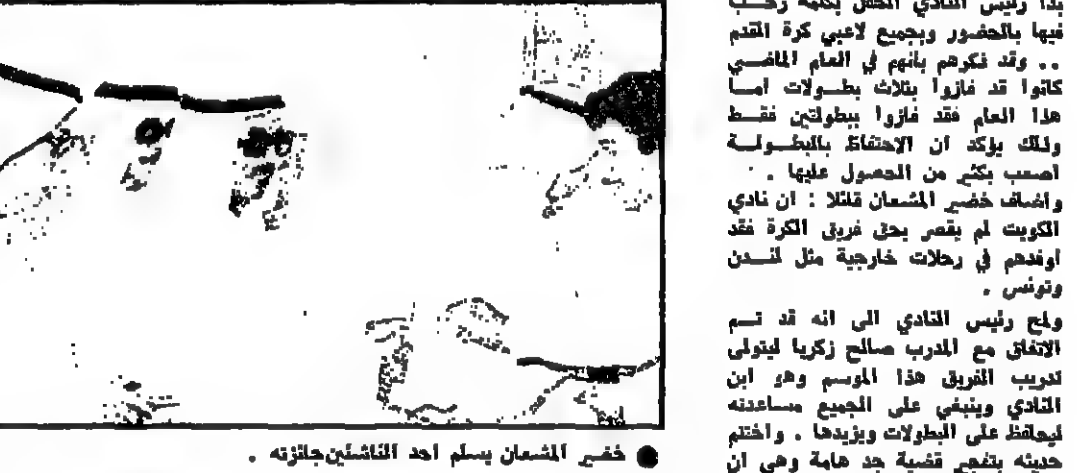 بدا رئيس النادي الحفل بكلمة رحب
فيها بالحضور وبجميع لاعبي كرة القدم
.. وقد ذكرهم بانهم في العام الماضي
كانوا قد فازوا بثلاث بطولات اما
هذا العام فقد فازوا ببطولتين فقط
وذلك يؤكد ان الاحتفاظ بالبطولة
اصعب بكثير من الحصول عليها .
واضاف خضير المشعان قائلا : ان نادي
الكويت لم يقصر بحق فريق الكرة فقد
اوفدهم في رحلات خارجية مثل لندن
وتونس .
ولمح رئيس النادي الى انه قد تم
الاتفاق مع المدرب صالح زكريا ليتولى
تدريب الفريق هذا الموسم وهو ابن
النادي وينبغي على الجميع مساعدته
ليحافظ على البطولات ويزيدها . واختتم
حديثه بتفجير قضية جد هامة وهي ان
● خضير المشعان يسلم احد الناشئين جائزته .